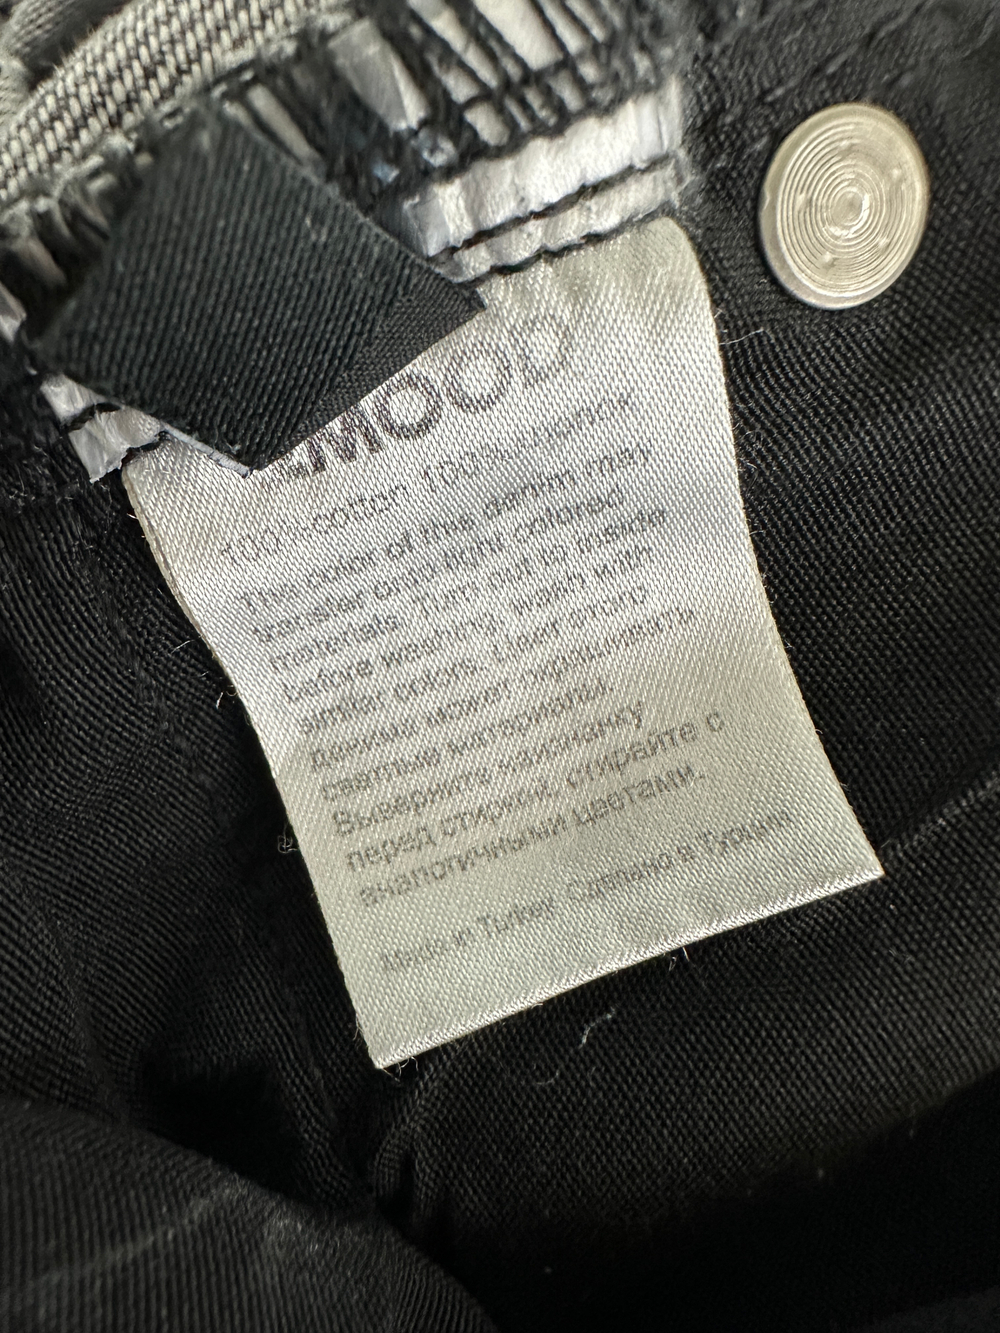 MOOD
100% cotton 100% хлопок
The color of this denim may
transfer onto light colored
materials. Turn out to inside
before washing, wash with
similar colors. Цвет этого
денима может окрашивать
светлые материалы.
Выверните наизнанку
перед стиркой, стирайте с
аналогичными цветами.
Made in Turkey Сделано в Турции